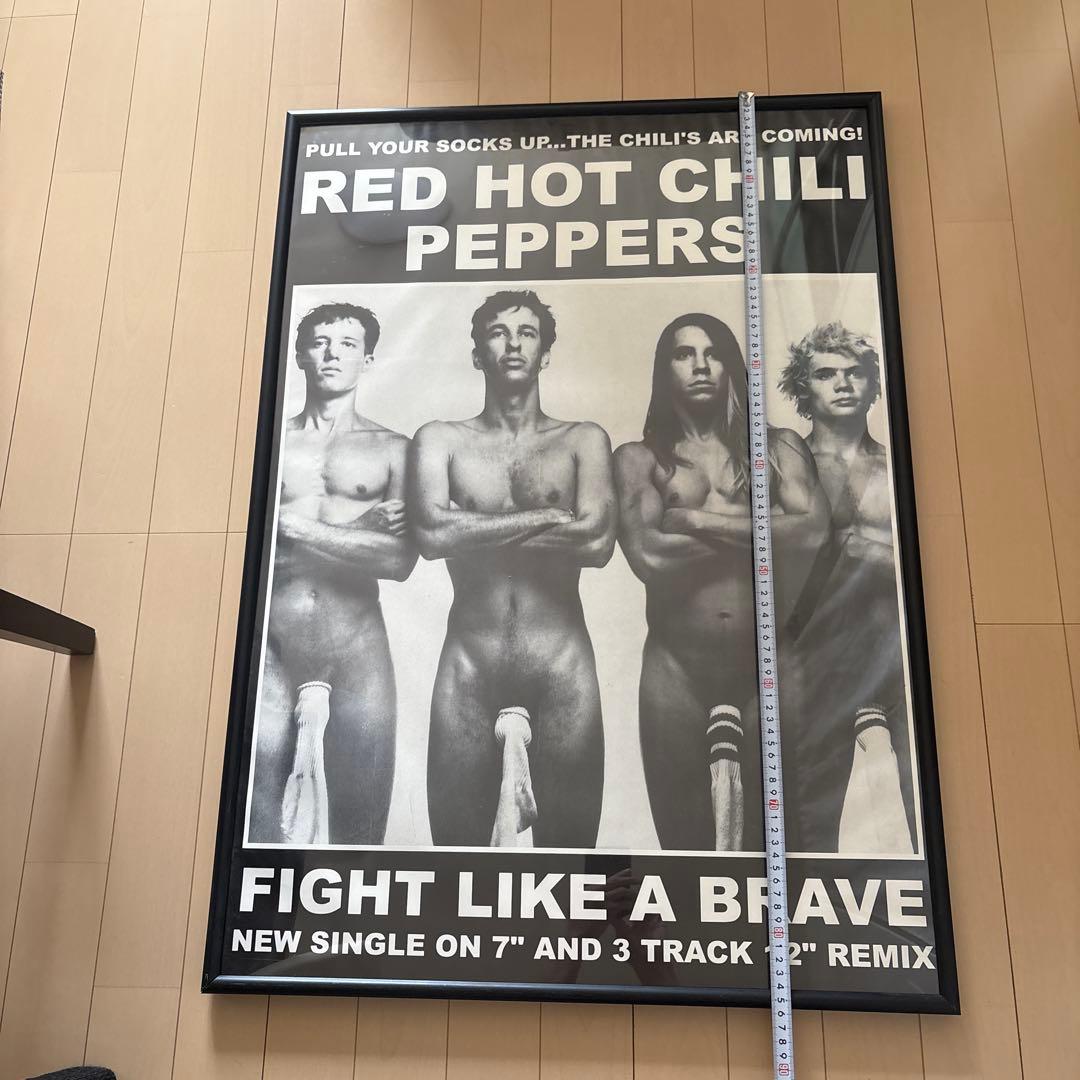 PULL YOUR SOCKS UP...THE CHILI'S ARE COMING!
RED HOT CHILI
PEPPERS
FIGHT LIKE A BRAVE
NEW SINGLE ON 7" AND 3 TRACK 12" REMIX